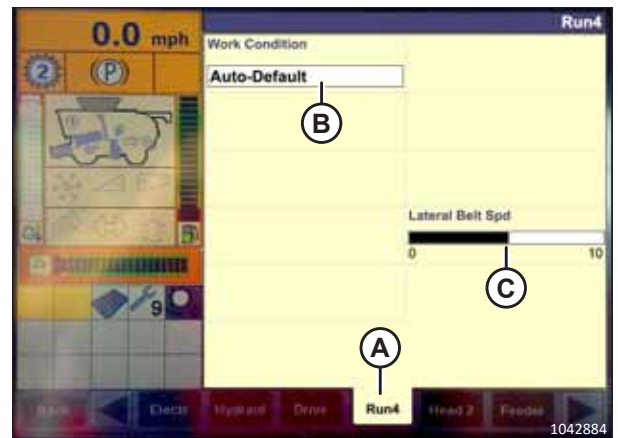 Run4
0.0 mph
Work Condition
2
(P)
Auto-Default
B
Lateral Belt Spd
0 10
C
9
A
Back Electr Hydraul Drive Run4 Head 2 Feeder
1042884